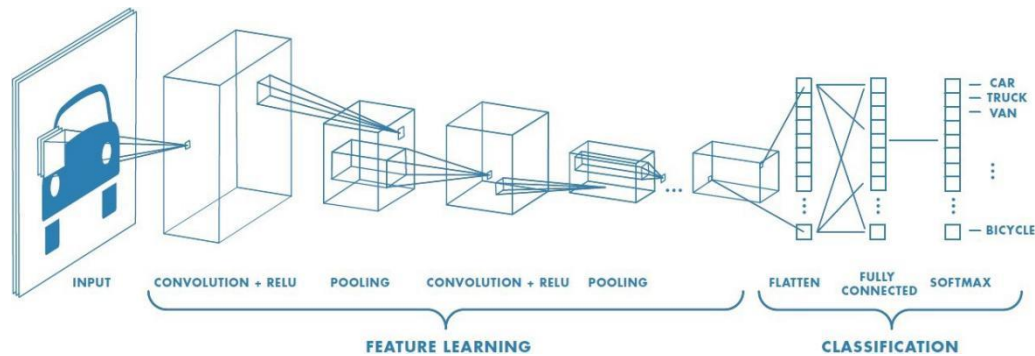 CAR
TRUCK
VAN
BICYCLE
INPUT
CONVOLUTION + RELU
POOLING
CONVOLUTION + RELU
POOLING
FLATTEN
FULLY
CONNECTED
SOFTMAX
FEATURE LEARNING
CLASSIFICATION